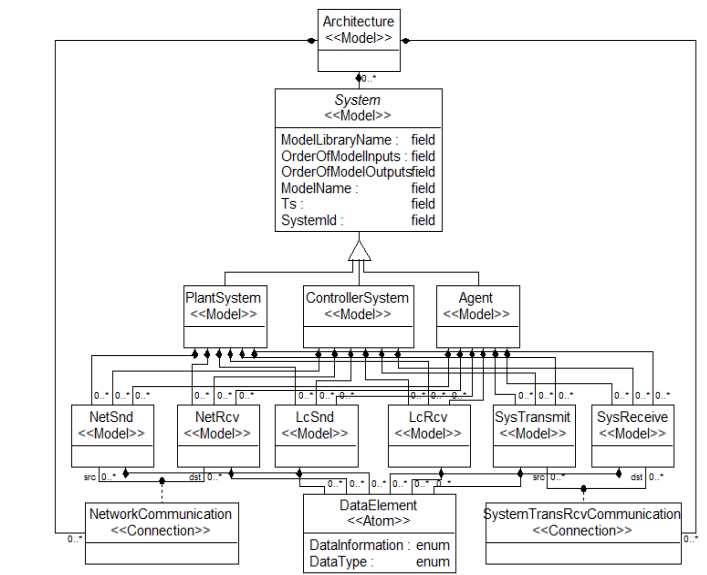 Architecture
<<Model>>
0..*
System
<<Model>>
ModelLibraryName : field
OrderOfModelInputs : field
OrderOfModelOutputs field
ModelName : field
Ts : field
SystemId : field
PlantSystem
<<Model>>
ControllerSystem
<<Model>>
Agent
<<Model>>
0..* 0..* 0..* 0..* 0..* 0..* 0..* 0..* 0..* 0..* 0..* 0..* 0..* 0..* 0..* 0..* 0..* 0..*
NetSnd
<<Model>>
NetRcv
<<Model>>
LcSnd
<<Model>>
LcRcv
<<Model>>
SysTransmit
<<Model>>
SysReceive
<<Model>>
src 0..* dst 0..* src 0..* dst 0..*
0..* 0..* 0..* 0..* 0..* 0..*
NetworkCommunication
<<Connection>>
0..*
DataElement
<<Atom>>
DataInformation : enum
DataType : enum
SystemTransRcvCommunication
<<Connection>>
0..*